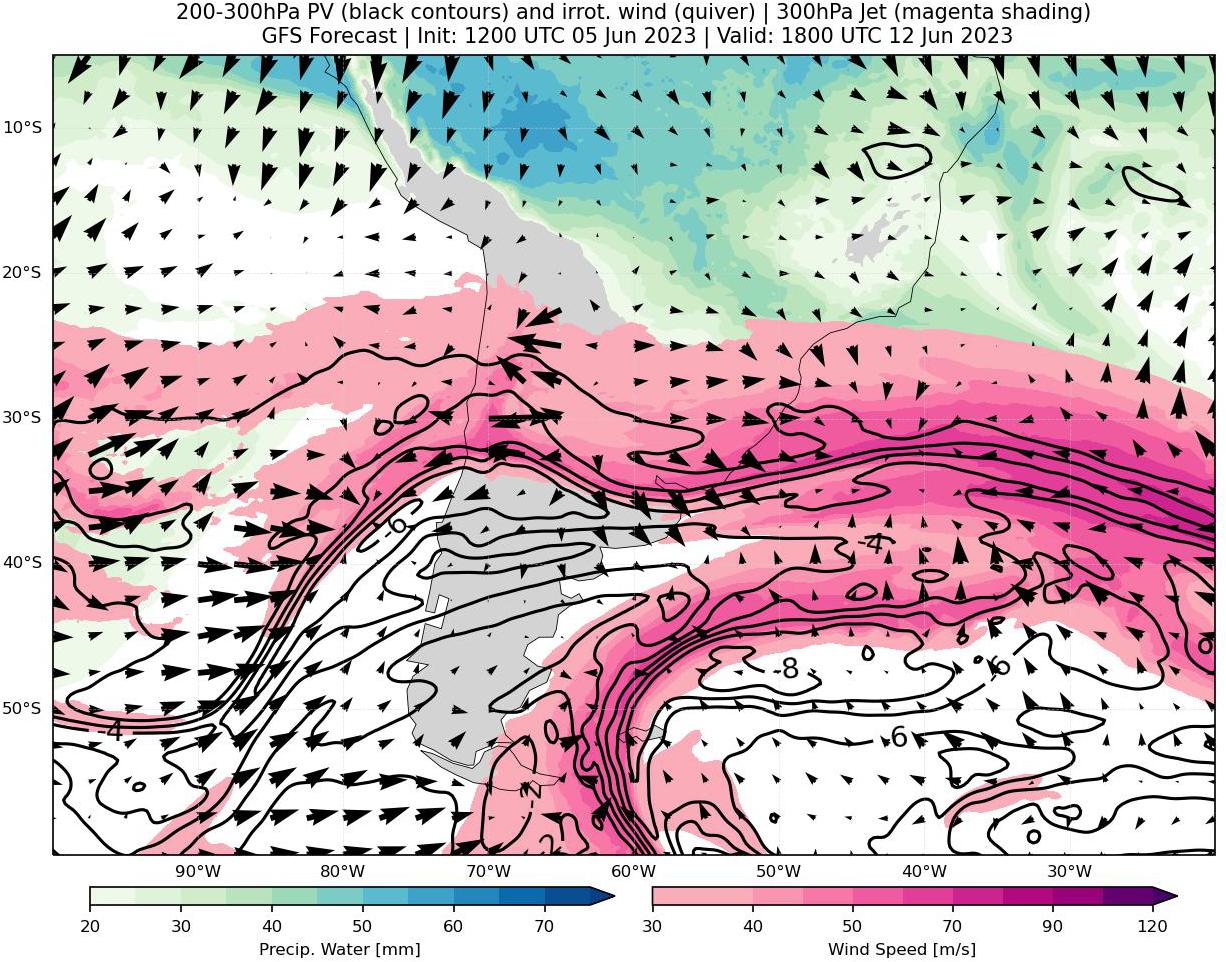 200-300hPa PV (black contours) and irrot. wind (quiver) | 300hPa Jet (magenta shading)
GFS Forecast | Init: 1200 UTC 05 Jun 2023 | Valid: 1800 UTC 12 Jun 2023
10°S
20°S
30°S
-6
-4
40°S
-8
-6
50°S
-4
-6
-2
2
90°W 80°W 70°W 60°W 50°W 40°W 30°W
20 30 40 50 60 70
30 40 50 70 90 120
Precip. Water [mm]
Wind Speed [m/s]